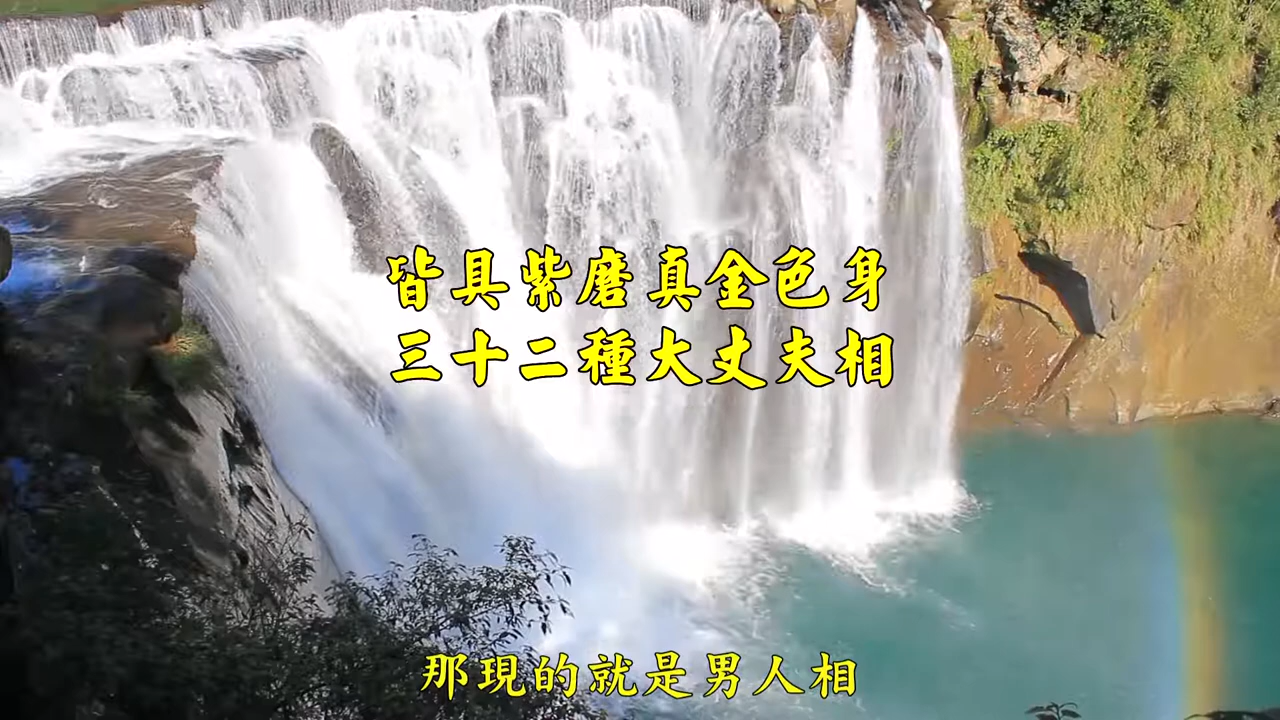 皆具紫磨真金色身
三十二種大丈夫相
那現的就是男人相